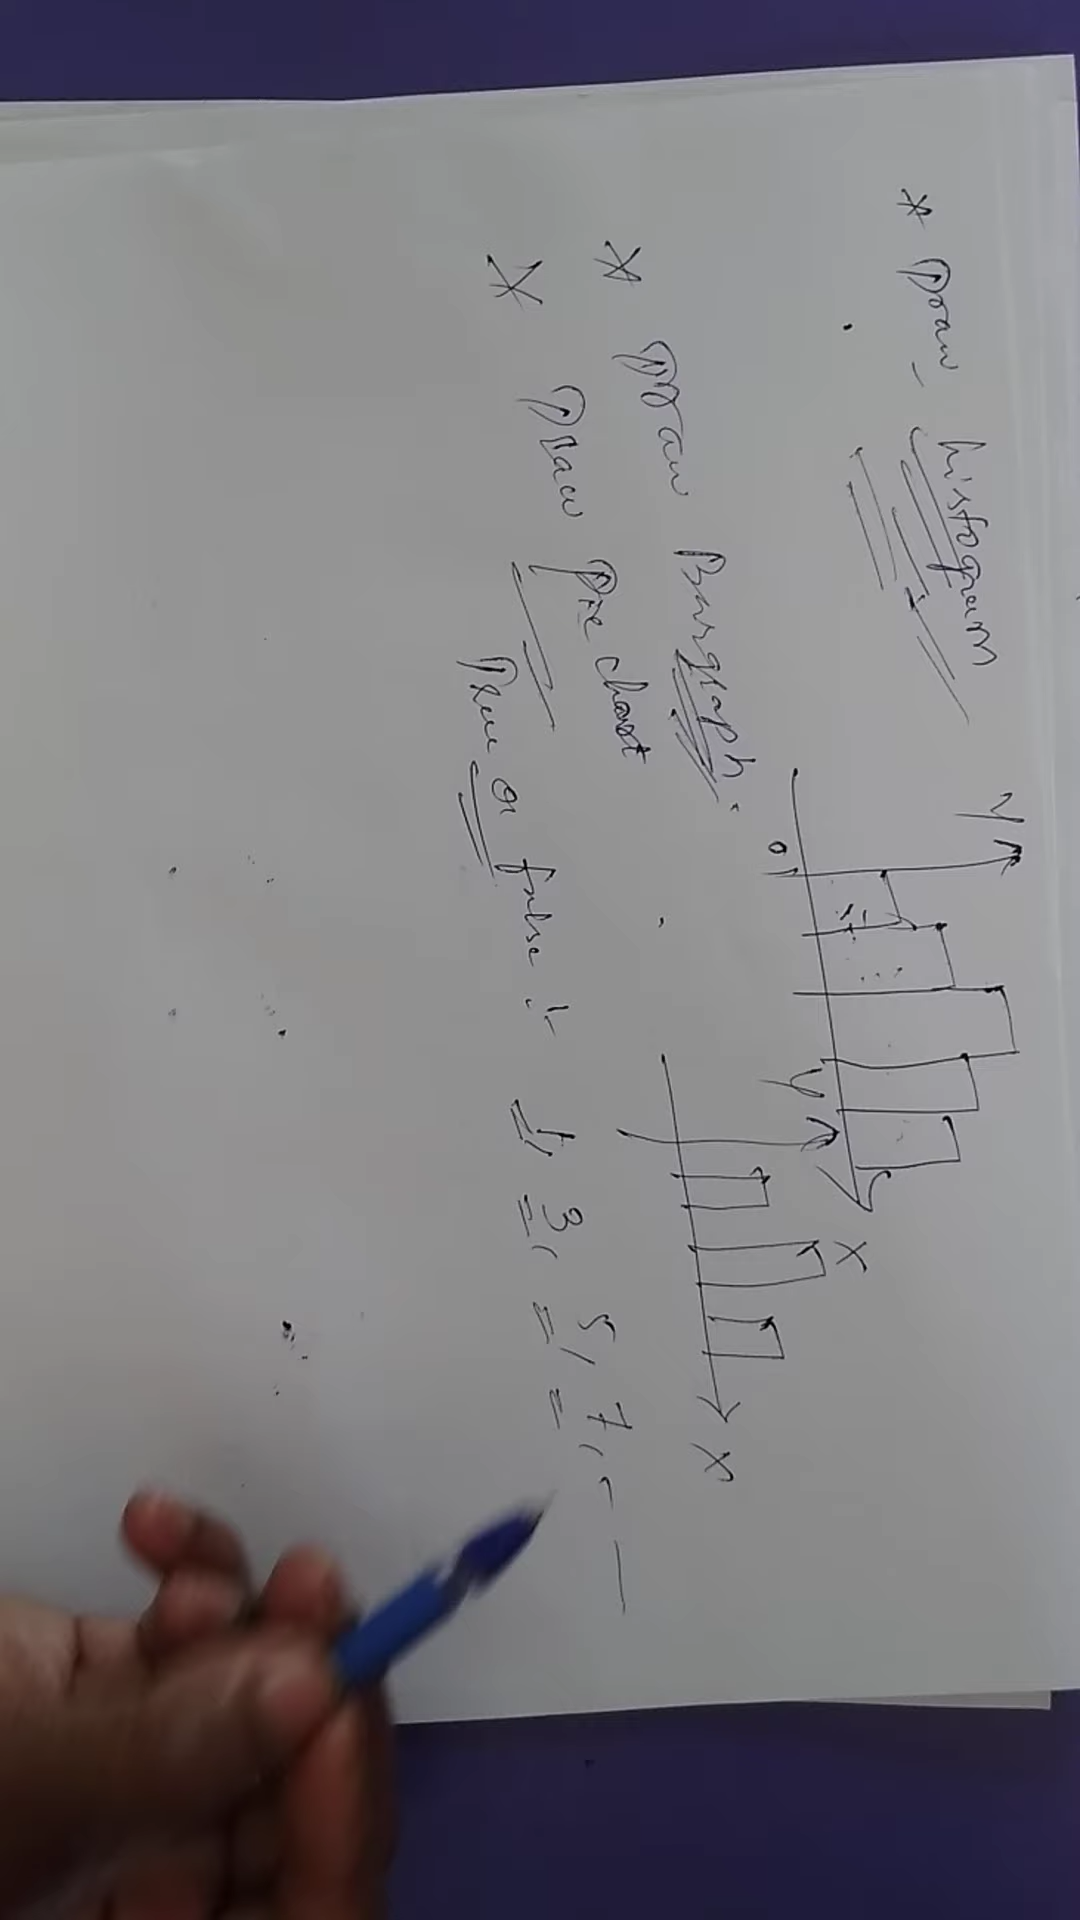 * Draw histogram
Y
0
X
* Draw Bargraph.
Y
X
* Draw Pie chart
True or false :-
1, 3, 5, 7, -